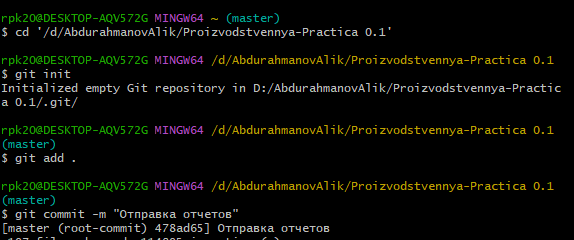 rpk20@DESKTOP-AQV572G MINGW64 ~ (master)
$ cd '/d/AbdurahmanovAlik/Proizvodstvennya-Practica 0.1'
rpk20@DESKTOP-AQV572G MINGW64 /d/AbdurahmanovAlik/Proizvodstvennya-Practica 0.1
$ git init
Initialized empty Git repository in D:/AbdurahmanovAlik/Proizvodstvennya-Practic
a 0.1/.git/
rpk20@DESKTOP-AQV572G MINGW64 /d/AbdurahmanovAlik/Proizvodstvennya-Practica 0.1
(master)
$ git add .
rpk20@DESKTOP-AQV572G MINGW64 /d/AbdurahmanovAlik/Proizvodstvennya-Practica 0.1
(master)
$ git commit -m "Отправка отчетов"
[master (root-commit) 478ad65] Отправка отчетов